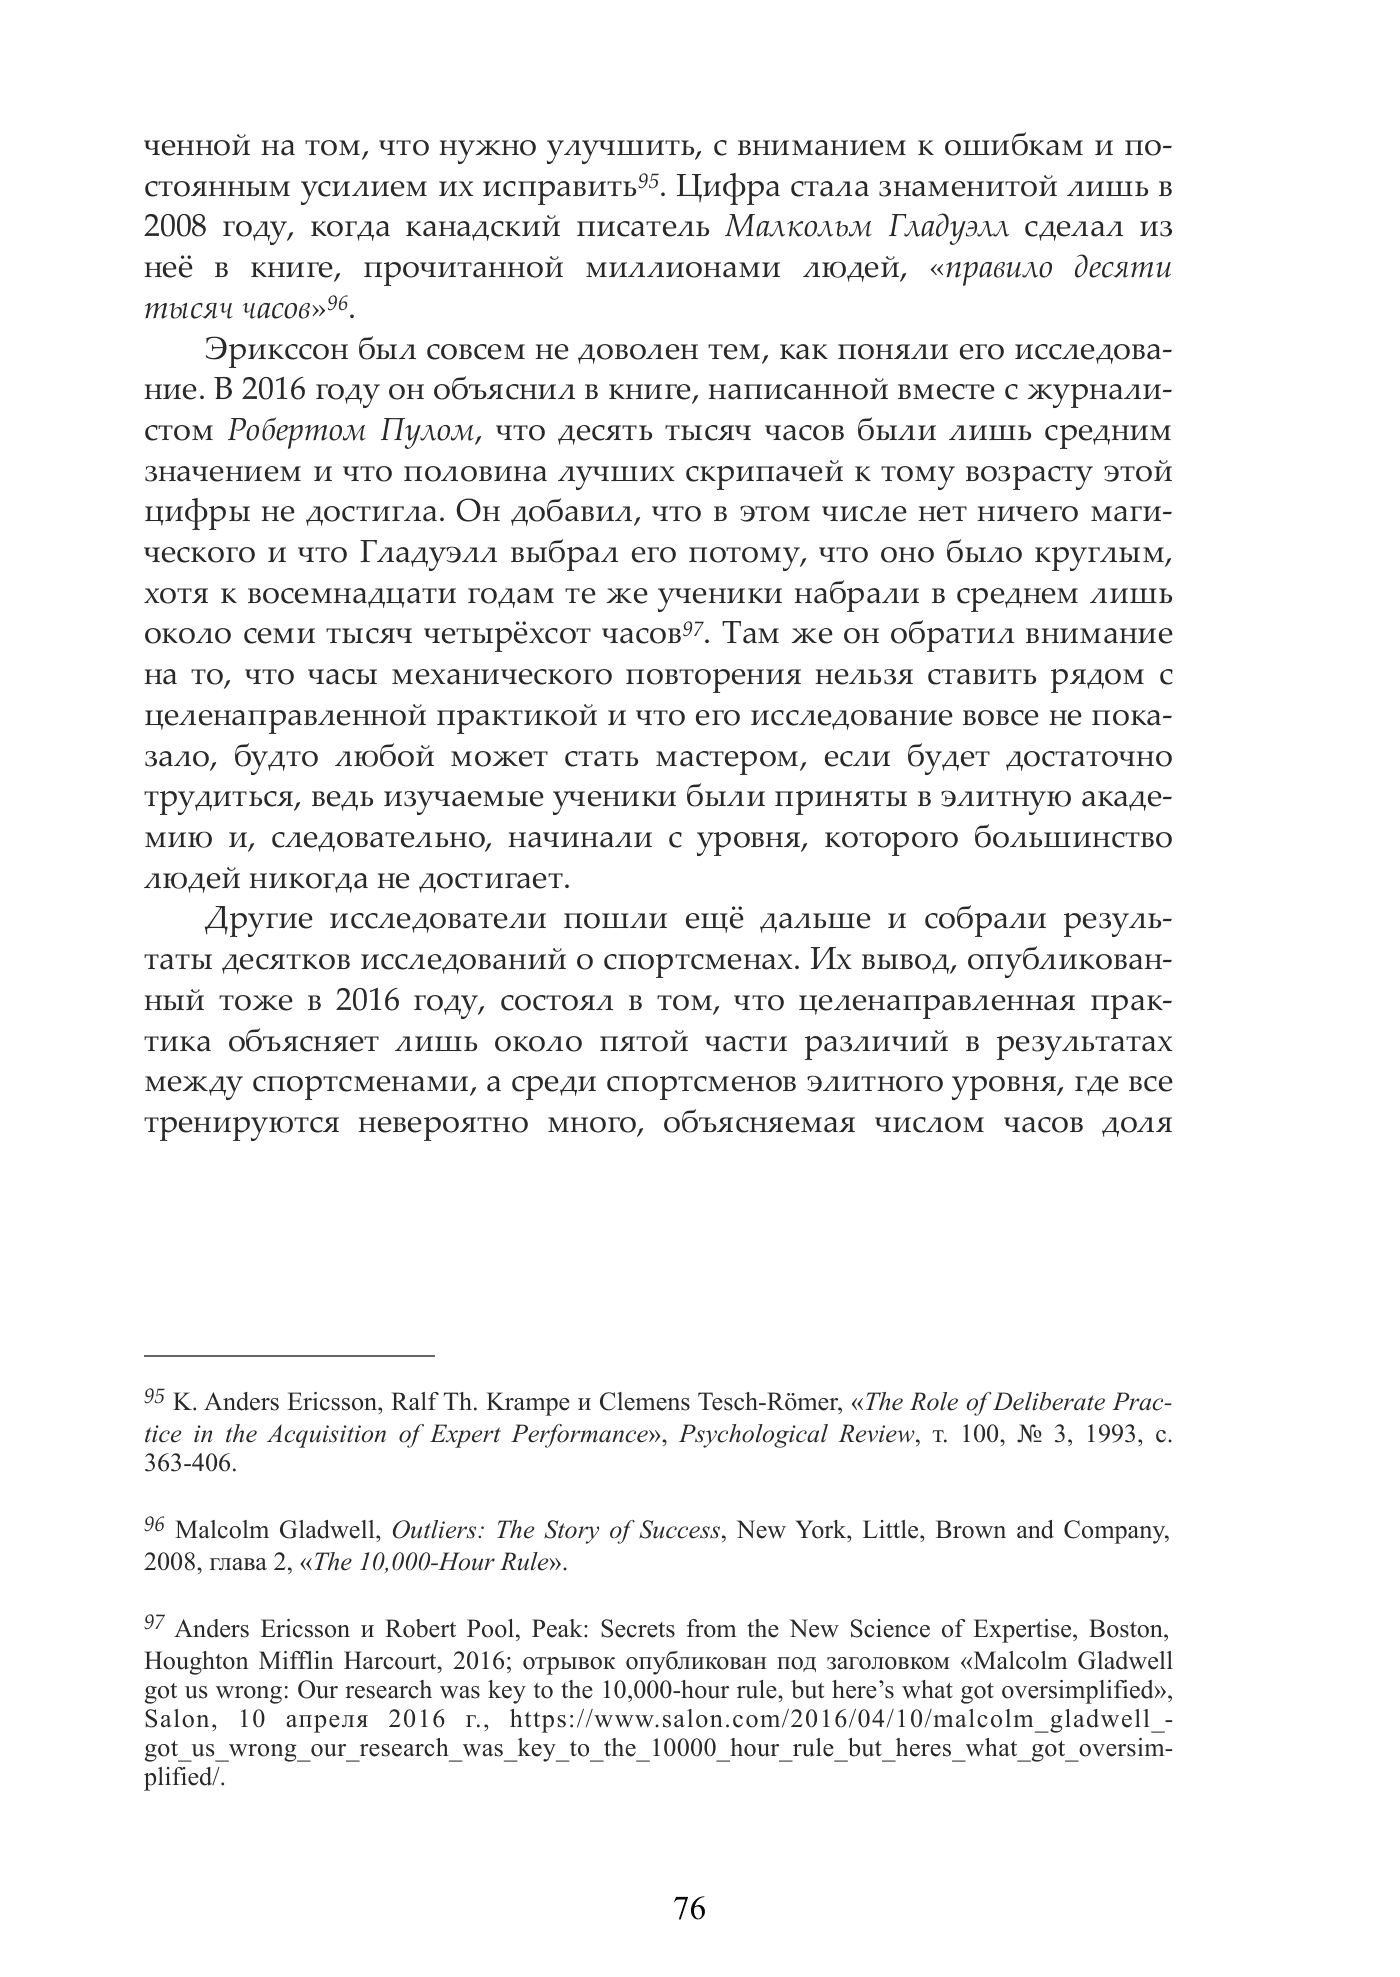 ченной на том, что нужно улучшить, с вниманием к ошибкам и по-
стоянным усилием их исправить95. Цифра стала знаменитой лишь в
2008 году, когда канадский писатель Малкольм Гладуэлл сделал из
неё в книге, прочитанной миллионами людей, «правило десяти
тысяч часов»96.
Эрикссон был совсем не доволен тем, как поняли его исследова-
ние. В 2016 году он объяснил в книге, написанной вместе с журнали-
стом Робертом Пулом, что десять тысяч часов были лишь средним
значением и что половина лучших скрипачей к тому возрасту этой
цифры не достигла. Он добавил, что в этом числе нет ничего маги-
ческого и что Гладуэлл выбрал его потому, что оно было круглым,
хотя к восемнадцати годам те же ученики набрали в среднем лишь
около семи тысяч четырёхсот часов97. Там же он обратил внимание
на то, что часы механического повторения нельзя ставить рядом с
целенаправленной практикой и что его исследование вовсе не пока-
зало, будто любой может стать мастером, если будет достаточно
трудиться, ведь изучаемые ученики были приняты в элитную акаде-
мию и, следовательно, начинали с уровня, которого большинство
людей никогда не достигает.
Другие исследователи пошли ещё дальше и собрали резуль-
таты десятков исследований о спортсменах. Их вывод, опубликован-
ный тоже в 2016 году, состоял в том, что целенаправленная прак-
тика объясняет лишь около пятой части различий в результатах
между спортсменами, а среди спортсменов элитного уровня, где все
тренируются невероятно много, объясняемая числом часов доля
95 K. Anders Ericsson, Ralf Th. Krampe и Clemens Tesch-Römer, «The Role of Deliberate Prac-
tice in the Acquisition of Expert Performance», Psychological Review, т. 100, № 3, 1993, с.
363-406.
96 Malcolm Gladwell, Outliers: The Story of Success, New York, Little, Brown and Company,
2008, глава 2, «The 10,000-Hour Rule».
97 Anders Ericsson и Robert Pool, Peak: Secrets from the New Science of Expertise, Boston,
Houghton Mifflin Harcourt, 2016; отрывок опубликован под заголовком «Malcolm Gladwell
got us wrong: Our research was key to the 10,000-hour rule, but here’s what got oversimplified»,
Salon, 10 апреля 2016 г., https://www.salon.com/2016/04/10/malcolm_gladwell_-
got_us_wrong_our_research_was_key_to_the_10000_hour_rule_but_heres_what_got_oversim-
plified/.
76